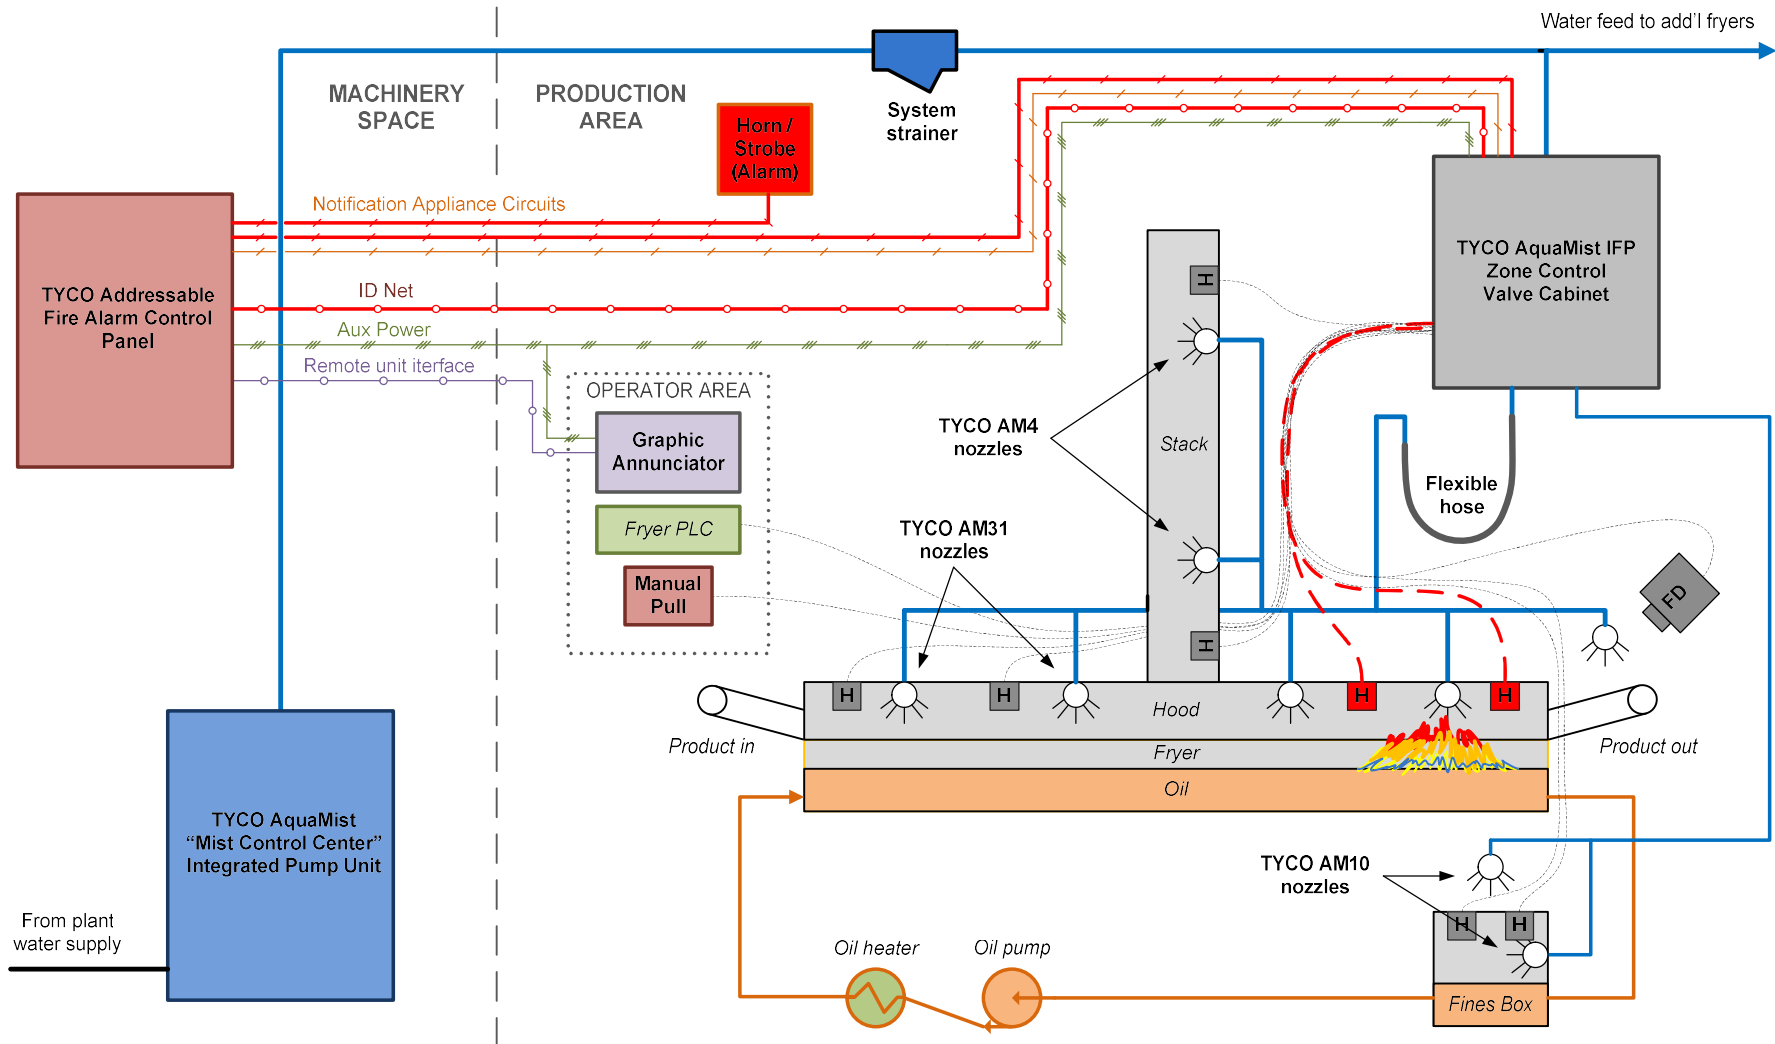 Water feed to add'l fryers
MACHINERY
SPACE
PRODUCTION
AREA
System
strainer
Horn /
Strobe
(Alarm)
Notification Appliance Circuits
TYCO Addressable
Fire Alarm Control
Panel
ID Net
Aux Power
Remote unit iterface
TYCO AquaMist IFP
Zone Control
Valve Cabinet
H
OPERATOR AREA
Graphic
Annunciator
Fryer PLC
Manual
Pull
TYCO AM4
nozzles
Stack
Flexible
hose
TYCO AM31
nozzles
FD
H
H
H
H
H
Hood
Product in
Fryer
Product out
Oil
TYCO AquaMist
“Mist Control Center”
Integrated Pump Unit
TYCO AM10
nozzles
From plant
water supply
H
H
Oil heater
Oil pump
Fines Box